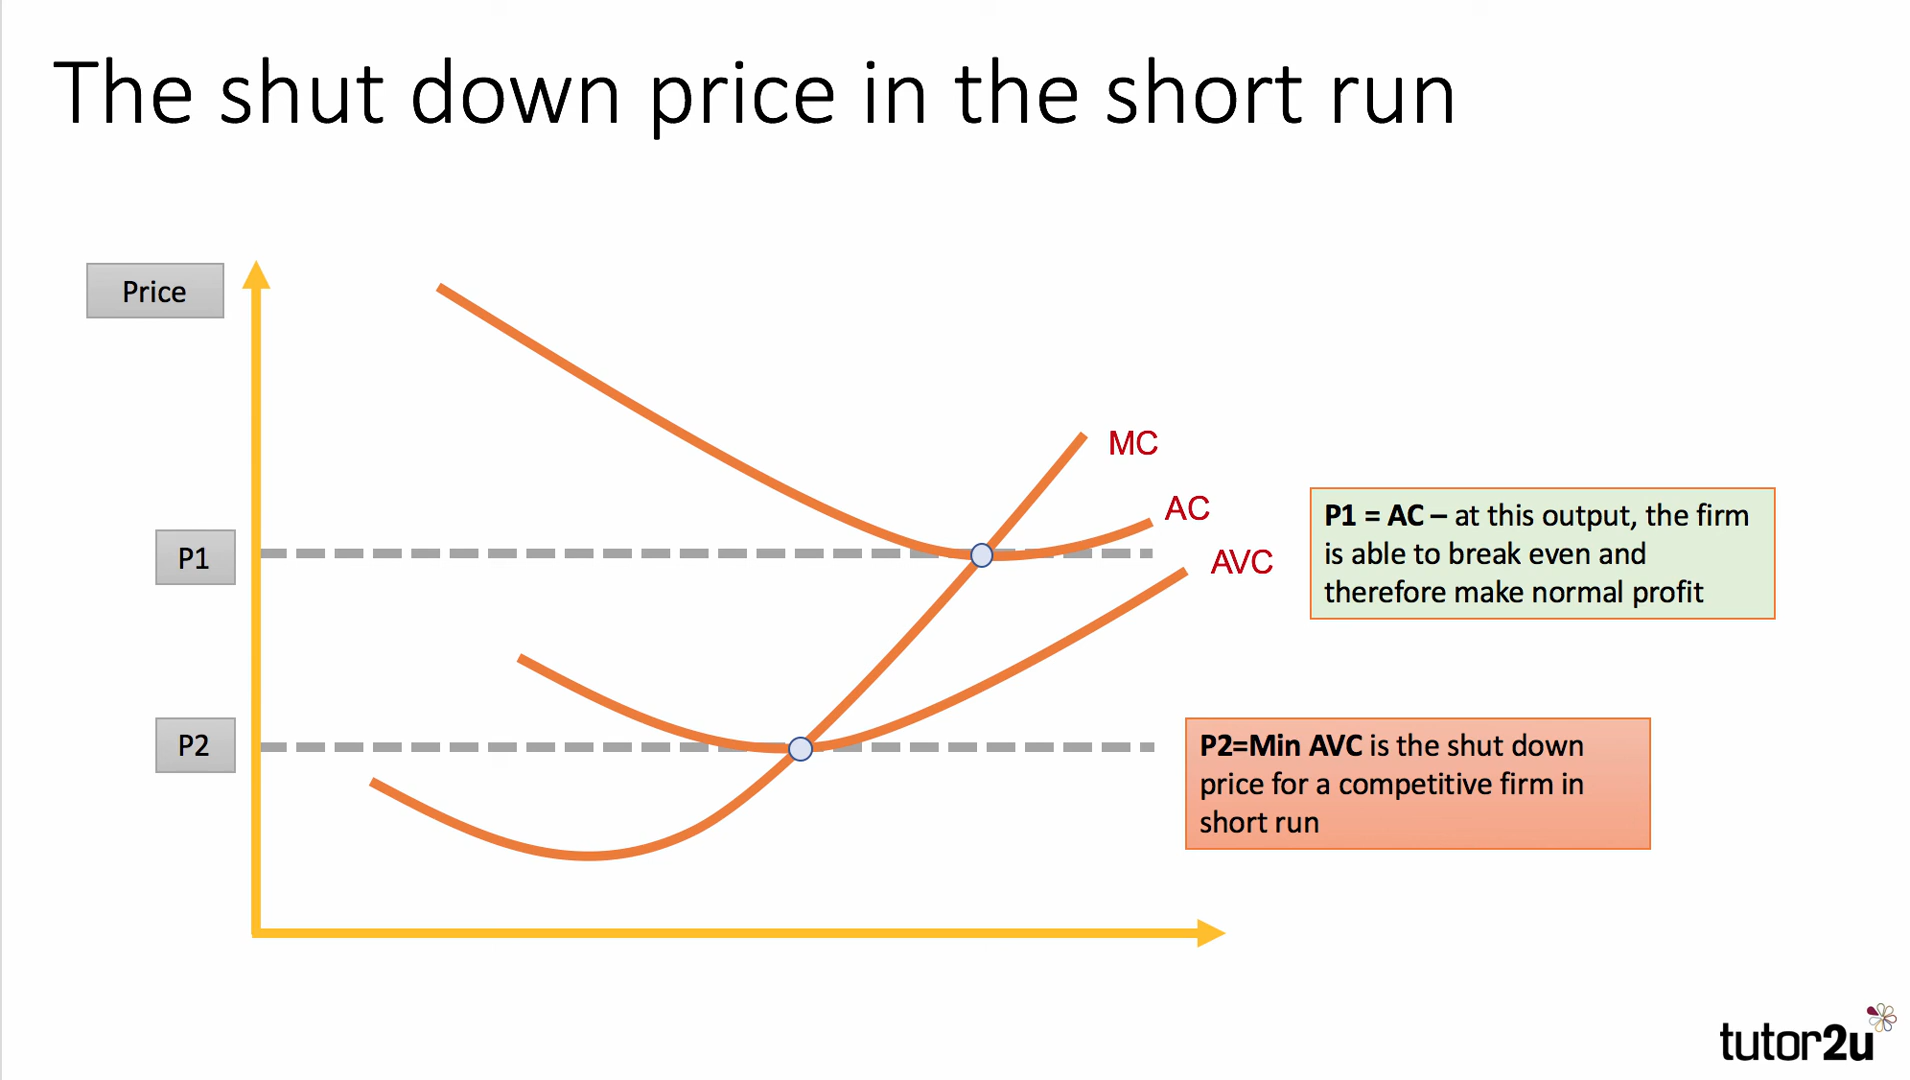 The shut down price in the short run
Price
MC
AC
P1
AVC
P1 = AC – at this output, the firm
is able to break even and
therefore make normal profit
P2
P2=Min AVC is the shut down
price for a competitive firm in
short run
tutor2u